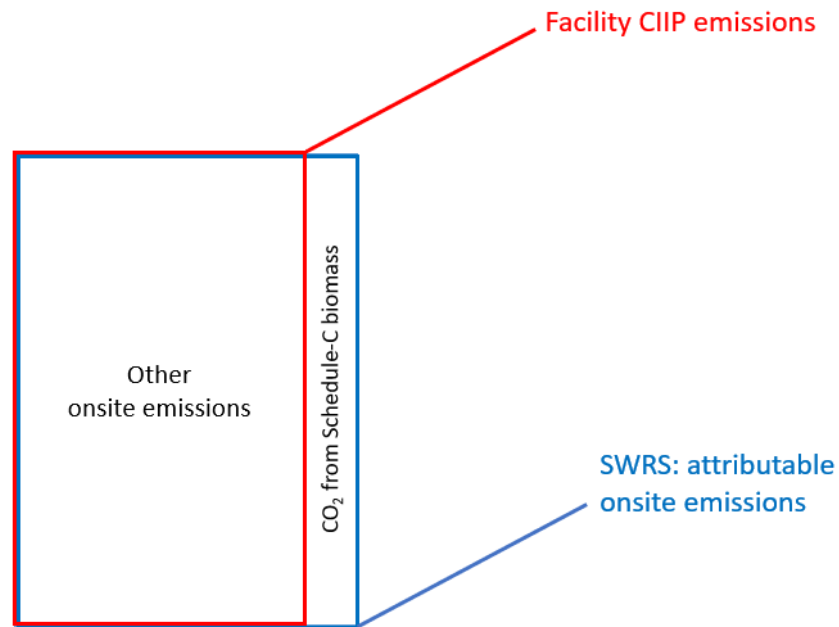 Facility CIIP emissions
Other
onsite emissions
CO₂ from Schedule-C biomass
SWRS: attributable
onsite emissions